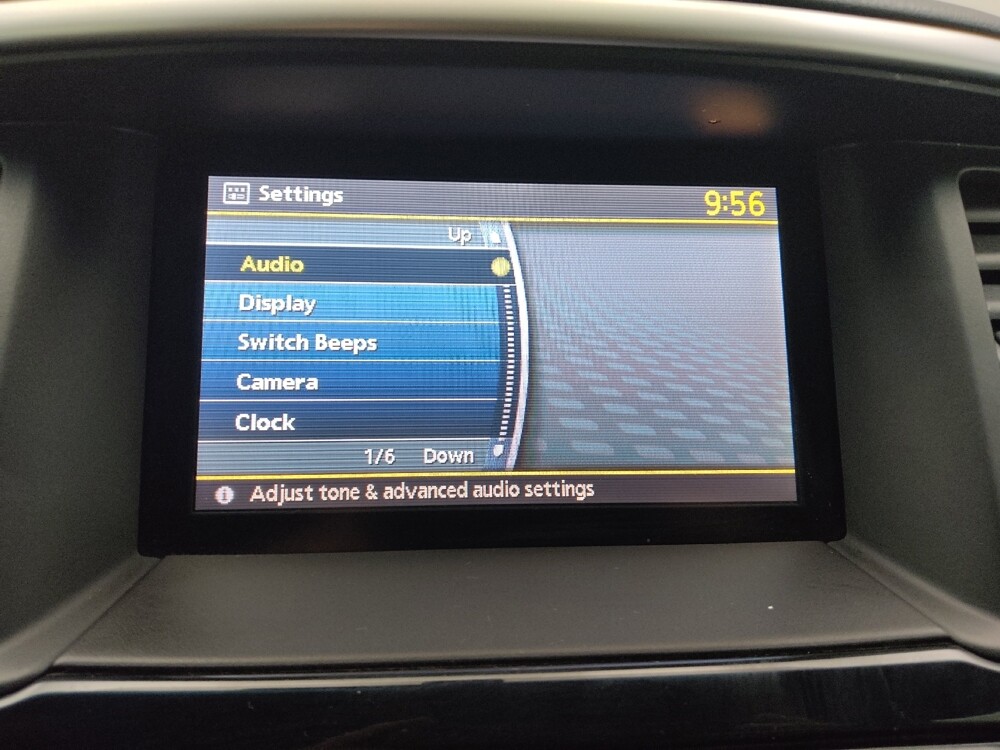 Settings
9:56
Up
Audio
Display
Switch Beeps
Camera
Clock
1/6 Down
Adjust tone & advanced audio settings